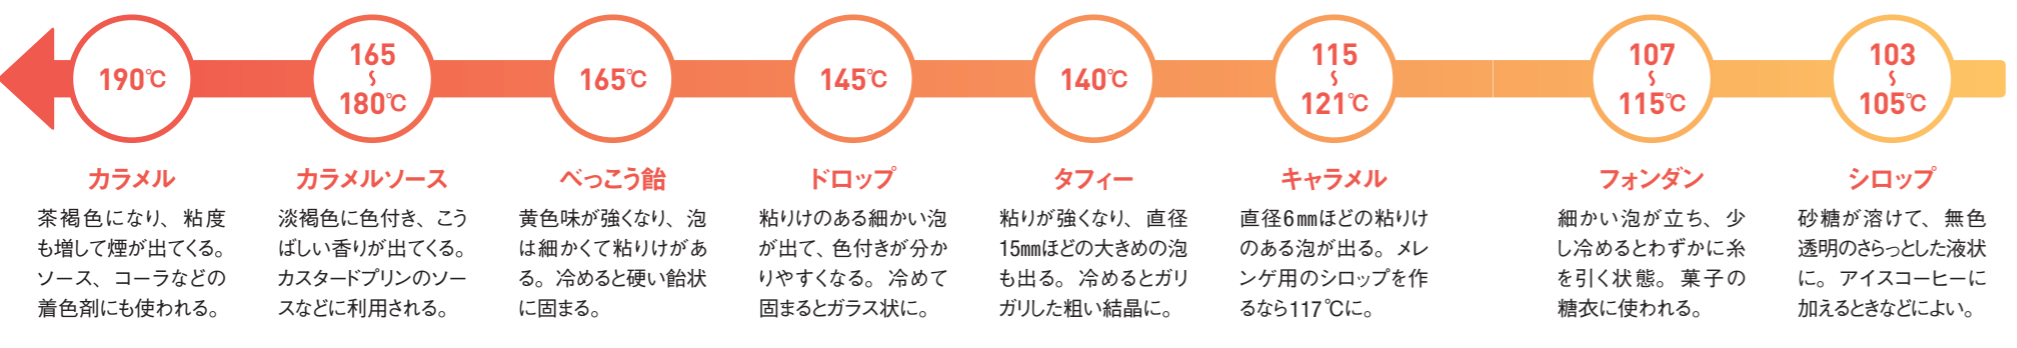 190℃
カラメル
茶褐色になり、粘度
も増して煙が出てくる。
ソース、コーラなどの
着色剤にも使われる。
165
〜
180℃
カラメルソース
淡褐色に色付き、こう
ばしい香りが出てくる。
カスタードプリンのソー
スなどに利用される。
165℃
べっこう飴
黄色味が強くなり、泡
は細かくて粘りけがあ
る。冷めると硬い飴状
に固まる。
145℃
ドロップ
粘りけのある細かい泡
が出て、色付きが分か
りやすくなる。冷めて
固まるとガラス状に。
140℃
タフィー
粘りが強くなり、直径
15㎜ほどの大きめの泡
も出る。冷めるとガリ
ガリした粗い結晶に。
115
〜
121℃
キャラメル
直径6㎜ほどの粘りけ
のある泡が出る。メレ
ンゲ用のシロップを作
るなら117℃に。
107
〜
115℃
フォンダン
細かい泡が立ち、少
し冷めるとわずかに糸
を引く状態。菓子の
糖衣に使われる。
103
〜
105℃
シロップ
砂糖が溶けて、無色
透明のさらっとした液状
に。アイスコーヒーに
加えるときなどによい。